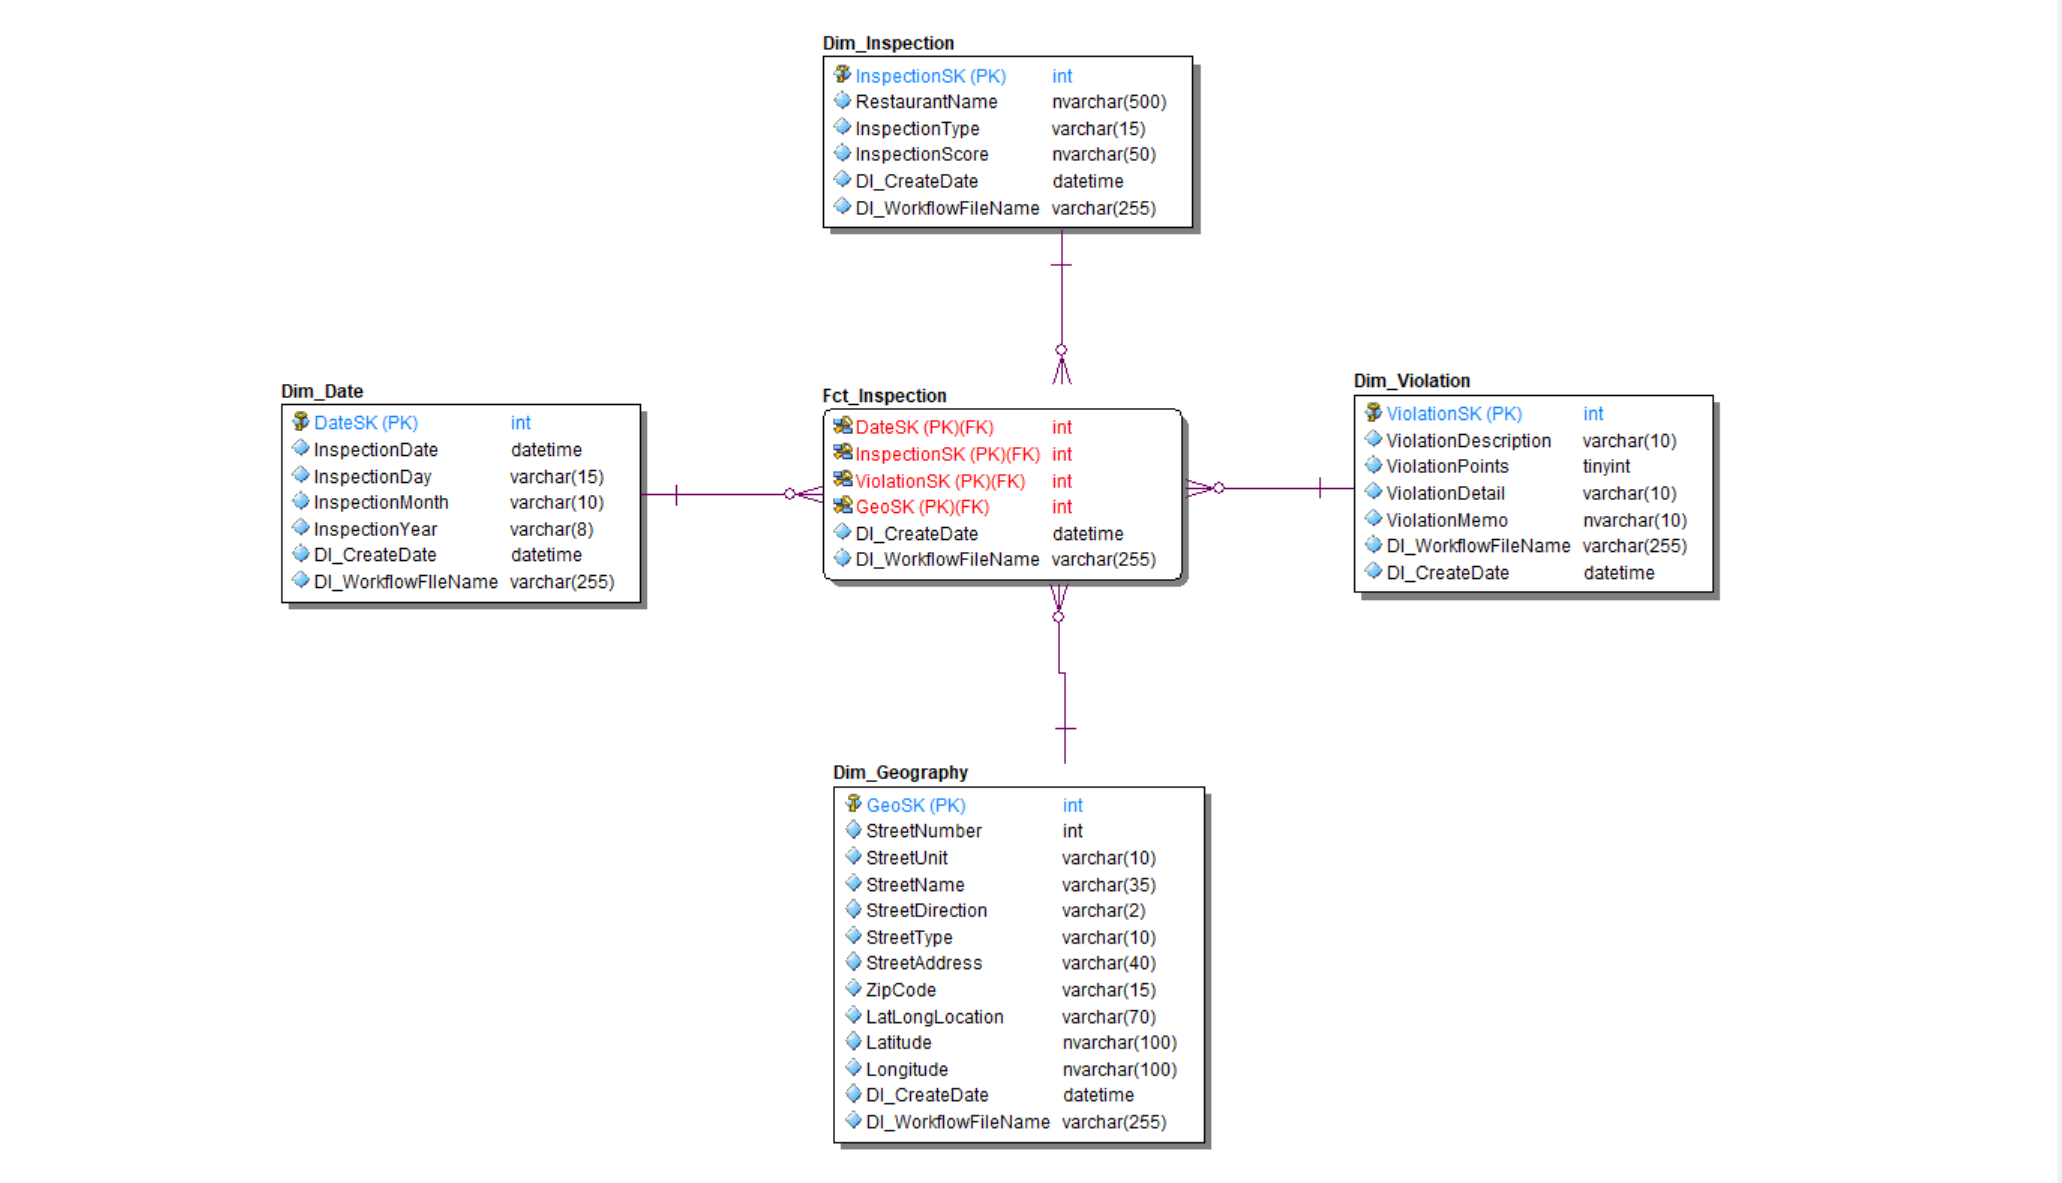 Dim_Inspection
InspectionSK (PK) int
RestaurantName nvarchar(500)
InspectionType varchar(15)
InspectionScore nvarchar(50)
DI_CreateDate datetime
DI_WorkflowFileName varchar(255)
Dim_Date
DateSK (PK) int
InspectionDate datetime
InspectionDay varchar(15)
InspectionMonth varchar(10)
InspectionYear varchar(8)
DI_CreateDate datetime
DI_WorkflowFIleName varchar(255)
Fct_Inspection
DateSK (PK)(FK) int
InspectionSK (PK)(FK) int
ViolationSK (PK)(FK) int
GeoSK (PK)(FK) int
DI_CreateDate datetime
DI_WorkflowFileName varchar(255)
Dim_Violation
ViolationSK (PK) int
ViolationDescription varchar(10)
ViolationPoints tinyint
ViolationDetail varchar(10)
ViolationMemo nvarchar(10)
DI_WorkflowFileName varchar(255)
DI_CreateDate datetime
Dim_Geography
GeoSK (PK) int
StreetNumber int
StreetUnit varchar(10)
StreetName varchar(35)
StreetDirection varchar(2)
StreetType varchar(10)
StreetAddress varchar(40)
ZipCode varchar(15)
LatLongLocation varchar(70)
Latitude nvarchar(100)
Longitude nvarchar(100)
DI_CreateDate datetime
DI_WorkflowFileName varchar(255)